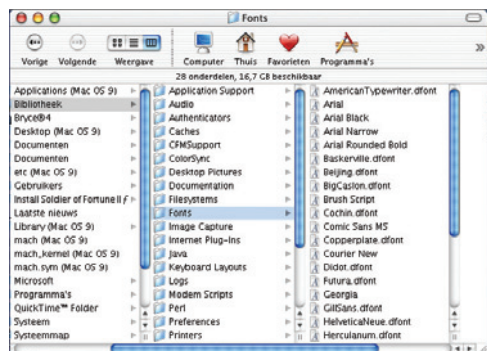 Fonts
Vorige Volgende Weergave Computer Thuis Favorieten Programma's
28 onderdelen, 16,7 GB beschikbaar
Applications (Mac OS 9) Application Support AmericanTypewriter.dfont
Bibliotheek Audio Arial
Bryce®4 Authenticators Arial Black
Desktop (Mac OS 9) Caches Arial Narrow
Documenten CFMSupport Arial Rounded Bold
Documenten ColorSync Baskerville.dfont
etc (Mac OS 9) Desktop Pictures Beijing.dfont
Gebruikers Documentation BigCaslon.dfont
Install Soldier of Fortune II ƒ Filesystems Brush Script
Laatste nieuws Fonts Cochin.dfont
Library (Mac OS 9) Image Capture Comic Sans MS
mach (Mac OS 9) Internet Plug-Ins Copperplate.dfont
mach_kernel (Mac OS 9) Java Courier New
mach.sym (Mac OS 9) Keyboard Layouts Didot.dfont
Microsoft Logs Futura.dfont
Programma's Modem Scripts Georgia
QuickTime™ Folder Perl GillSans.dfont
Systeem Preferences HelveticaNeue.dfont
Systeemmap Printers Herculanum.dfont